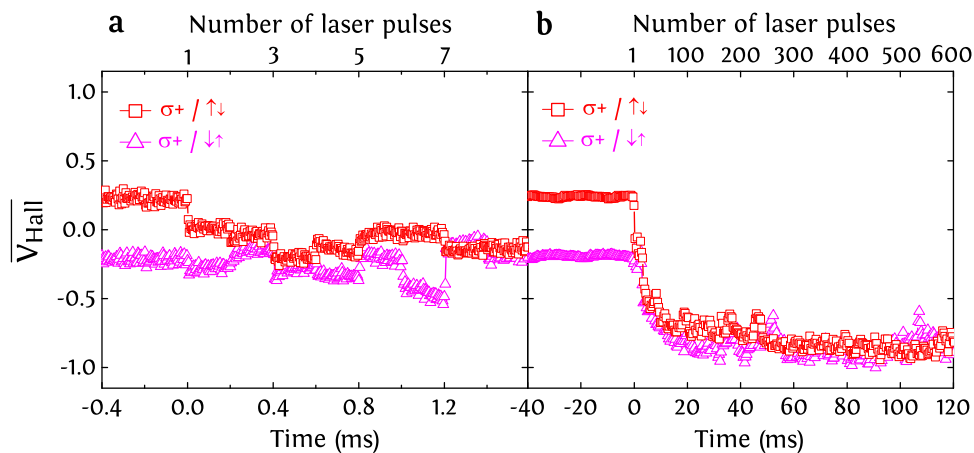 a Number of laser pulses
1 3 5 7
1.0
0.5
0.0
-0.5
-1.0
V Hall
σ+ / ↑↓
σ+ / ↓↑
-0.4 0.0 0.4 0.8 1.2
Time (ms)
b Number of laser pulses
1 100 200 300 400 500 600
σ+ / ↑↓
σ+ / ↓↑
-40 -20 0 20 40 60 80 100 120
Time (ms)